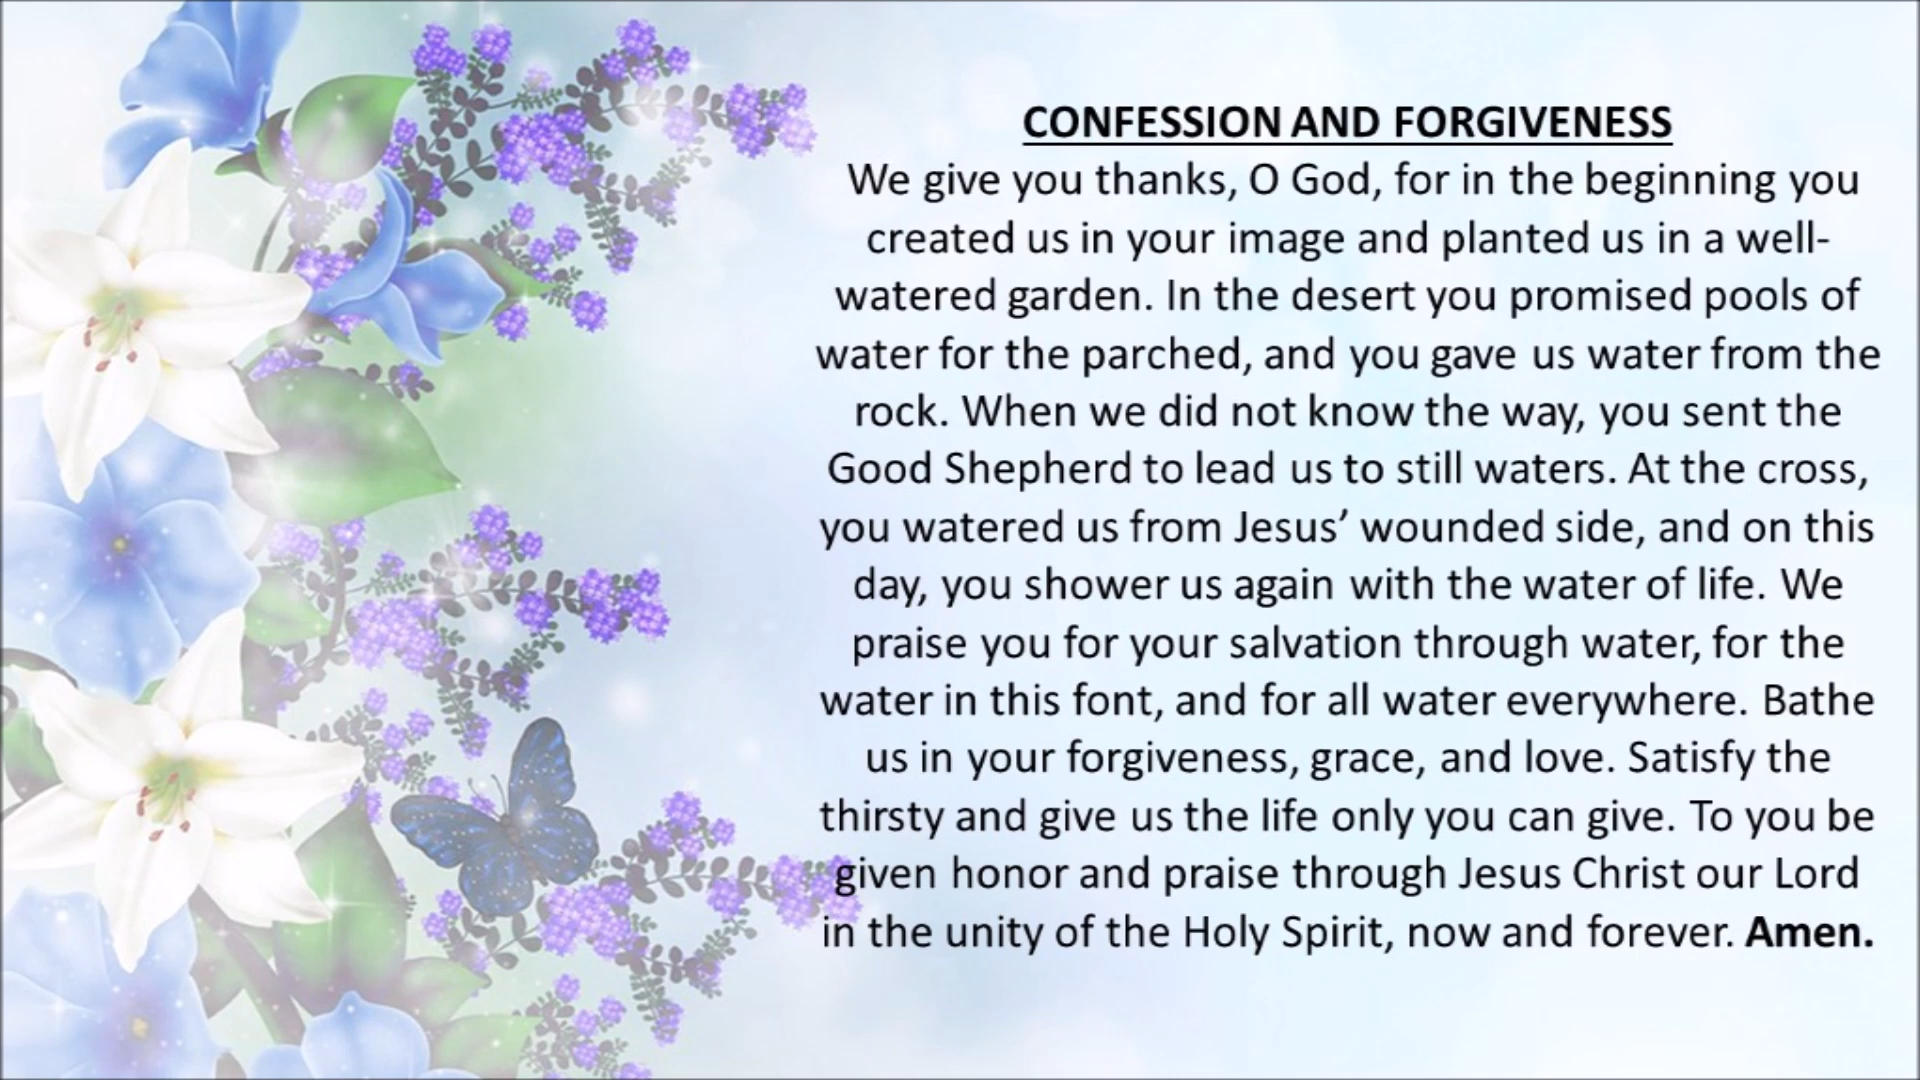 CONFESSION AND FORGIVENESS
We give you thanks, O God, for in the beginning you
created us in your image and planted us in a well-
watered garden. In the desert you promised pools of
water for the parched, and you gave us water from the
rock. When we did not know the way, you sent the
Good Shepherd to lead us to still waters. At the cross,
you watered us from Jesus’ wounded side, and on this
day, you shower us again with the water of life. We
praise you for your salvation through water, for the
water in this font, and for all water everywhere. Bathe
us in your forgiveness, grace, and love. Satisfy the
thirsty and give us the life only you can give. To you be
given honor and praise through Jesus Christ our Lord
in the unity of the Holy Spirit, now and forever. Amen.